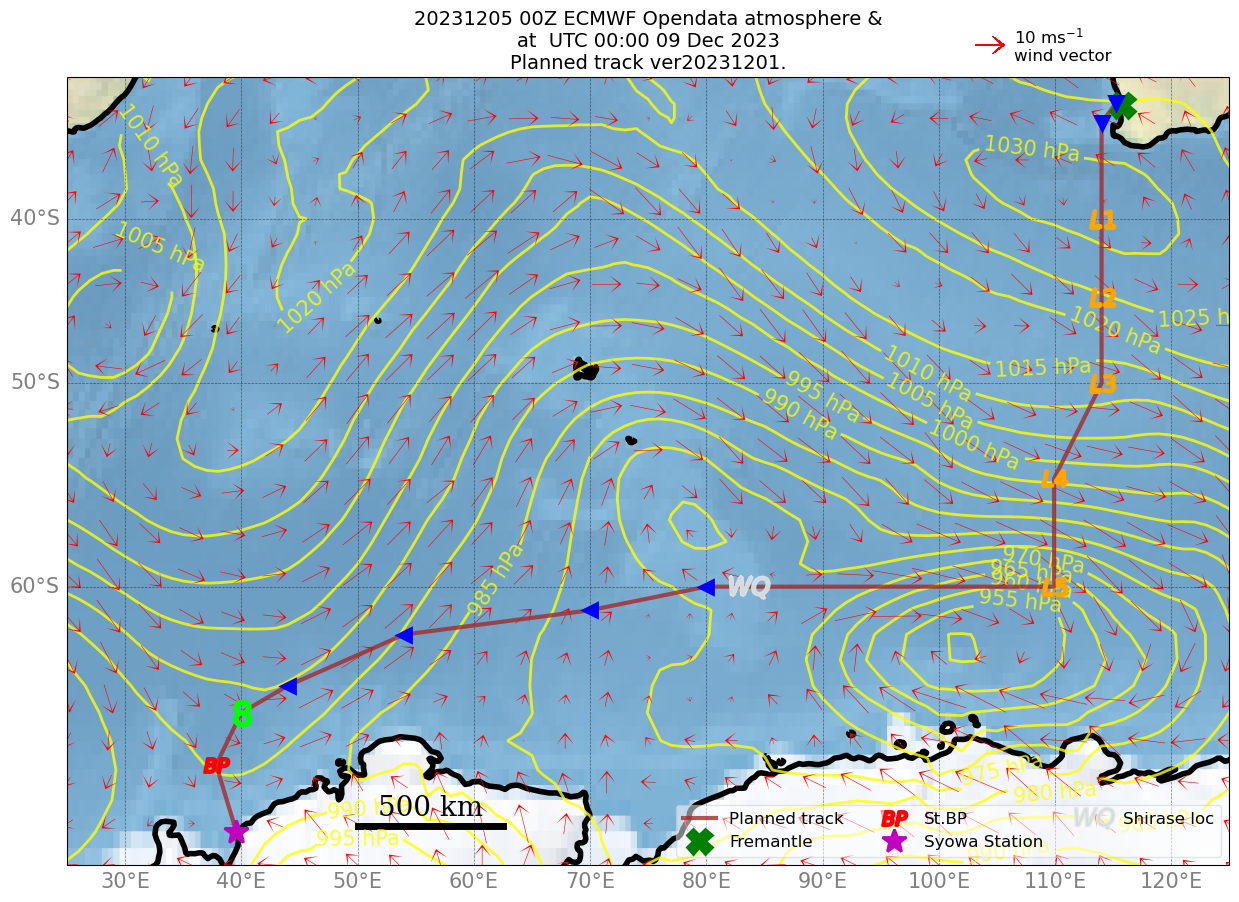 20231205 00Z ECMWF Opendata atmosphere &
at UTC 00:00 09 Dec 2023
Planned track ver20231201.
10 ms⁻¹
wind vector
1010 hPa
1030 hPa
40°S
1005 hPa
L1
1020 hPa
L2
1020 hPa
1025 h
1010 hPa
1015 hPa
50°S
995 hPa
1005 hPa
L3
990 hPa
1000 hPa
L4
985 hPa
970 hPa
960 hPa
955 hPa
60°S
WQ
L5
8
BP
975 hPa
980 hPa
990 h
995 hPa
500 km
Planned track
Fremantle
BP St.BP
Syowa Station
WQ Shirase loc
30°E 40°E 50°E 60°E 70°E 80°E 90°E 100°E 110°E 120°E